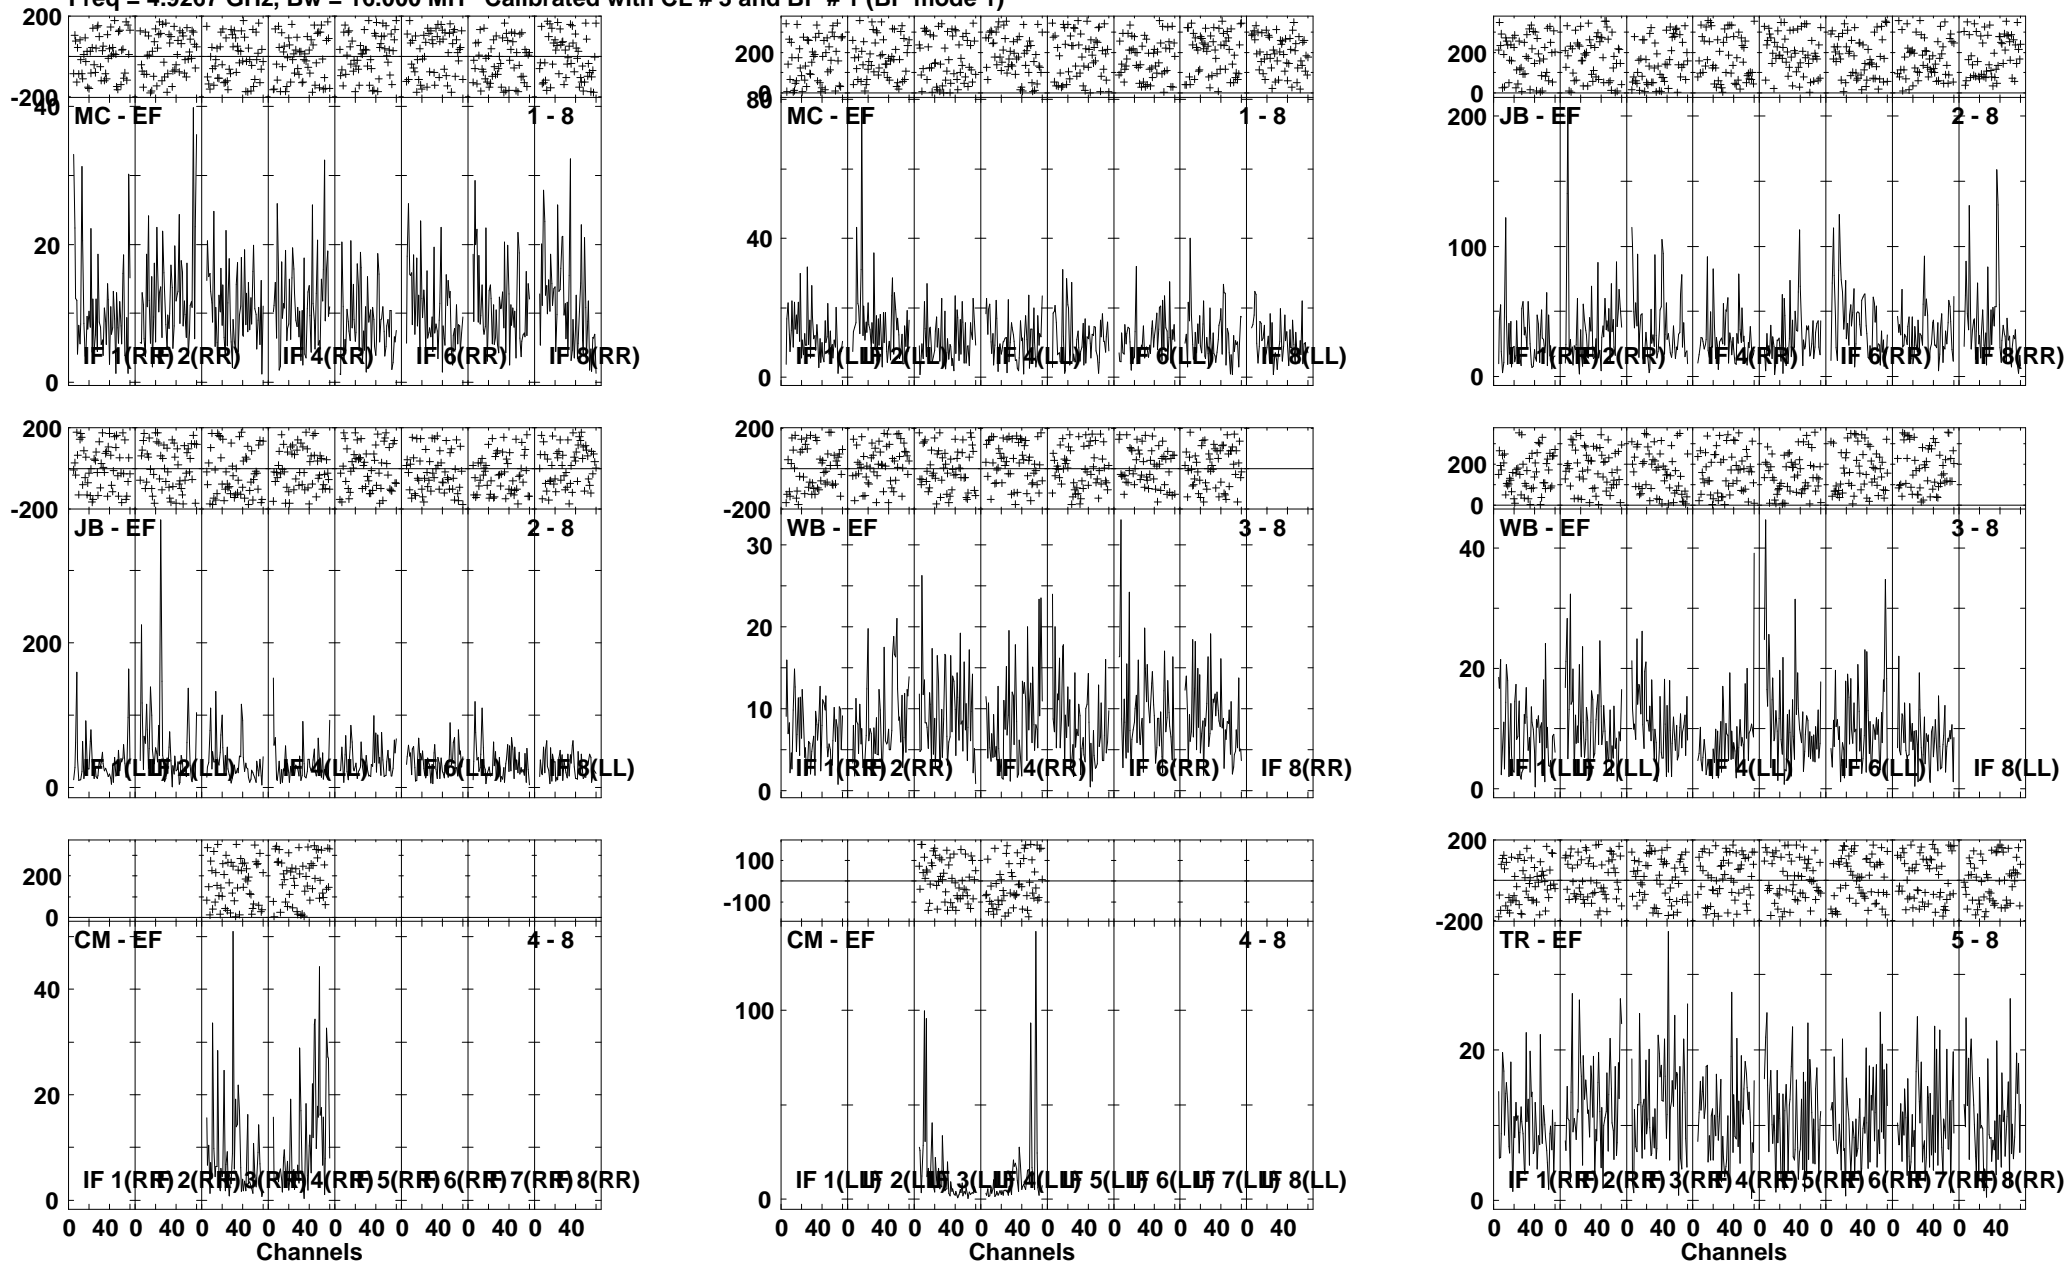 Freq = 4.9267 GHz, Bw = 16.000 MH Calibrated with CL # 3 and BP # 1 (BP mode 1)
200
-200
40
20
0
MC - EF
1 - 8
IF 1(RR)
IF 2(RR)
IF 4(RR)
IF 6(RR)
IF 8(RR)
200
0
80
40
0
MC - EF
1 - 8
IF 1(LL)
IF 2(LL)
IF 4(LL)
IF 6(LL)
IF 8(LL)
200
0
200
100
0
JB - EF
2 - 8
IF 1(RR)
IF 2(RR)
IF 4(RR)
IF 6(RR)
IF 8(RR)
200
-200
200
0
JB - EF
2 - 8
IF 1(LL)
IF 2(LL)
IF 4(LL)
IF 6(LL)
IF 8(LL)
200
-200
30
20
10
0
WB - EF
3 - 8
IF 1(RR)
IF 2(RR)
IF 4(RR)
IF 6(RR)
IF 8(RR)
200
0
40
20
0
WB - EF
3 - 8
IF 1(LL)
IF 2(LL)
IF 4(LL)
IF 6(LL)
IF 8(LL)
200
0
40
20
0
CM - EF
4 - 8
IF 1(RR)
IF 2(RR)
IF 3(RR)
IF 4(RR)
IF 5(RR)
IF 6(RR)
IF 7(RR)
IF 8(RR)
0 40 0 40 0 40 0 40 0 40 0 40 0 40 0 40
Channels
100
-100
100
0
CM - EF
4 - 8
IF 1(LL)
IF 2(LL)
IF 3(LL)
IF 4(LL)
IF 5(LL)
IF 6(LL)
IF 7(LL)
IF 8(LL)
0 40 0 40 0 40 0 40 0 40 0 40 0 40 0 40
Channels
200
-200
20
0
TR - EF
5 - 8
IF 1(RR)
IF 2(RR)
IF 3(RR)
IF 4(RR)
IF 5(RR)
IF 6(RR)
IF 7(RR)
IF 8(RR)
0 40 0 40 0 40 0 40 0 40 0 40 0 40 0 40
Channels